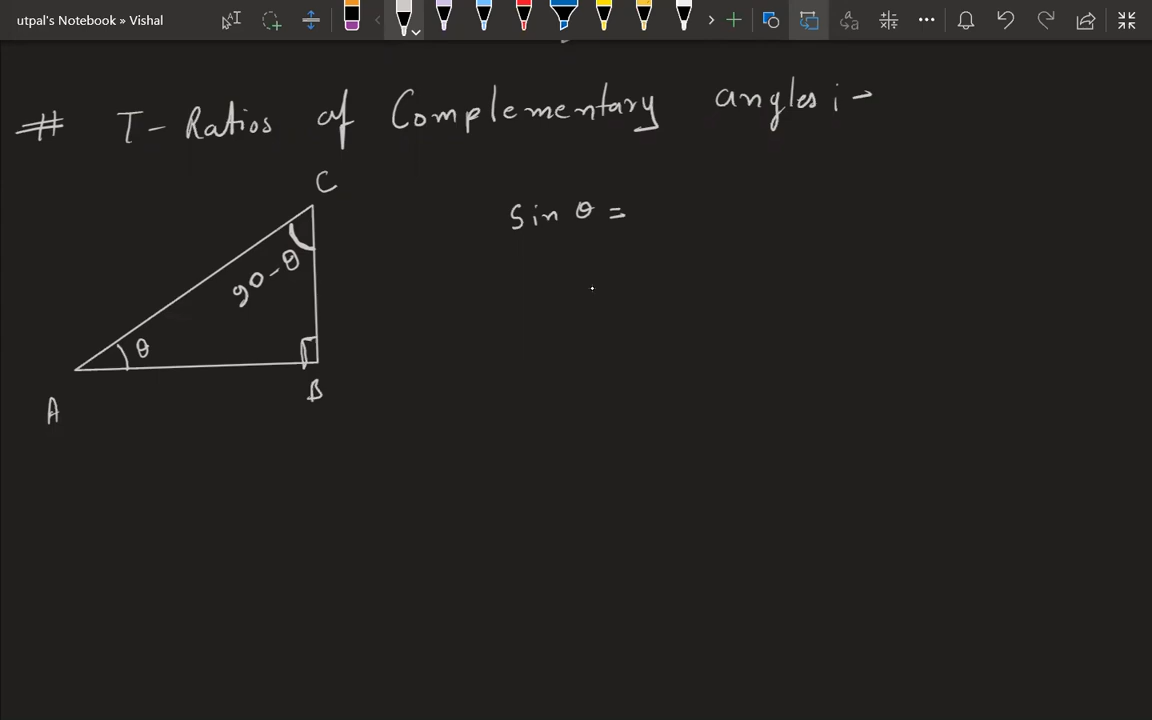 utpal's Notebook » Vishal
# T-Ratios of Complementary angles :-
C
Sin θ =
90-θ
θ
B
A